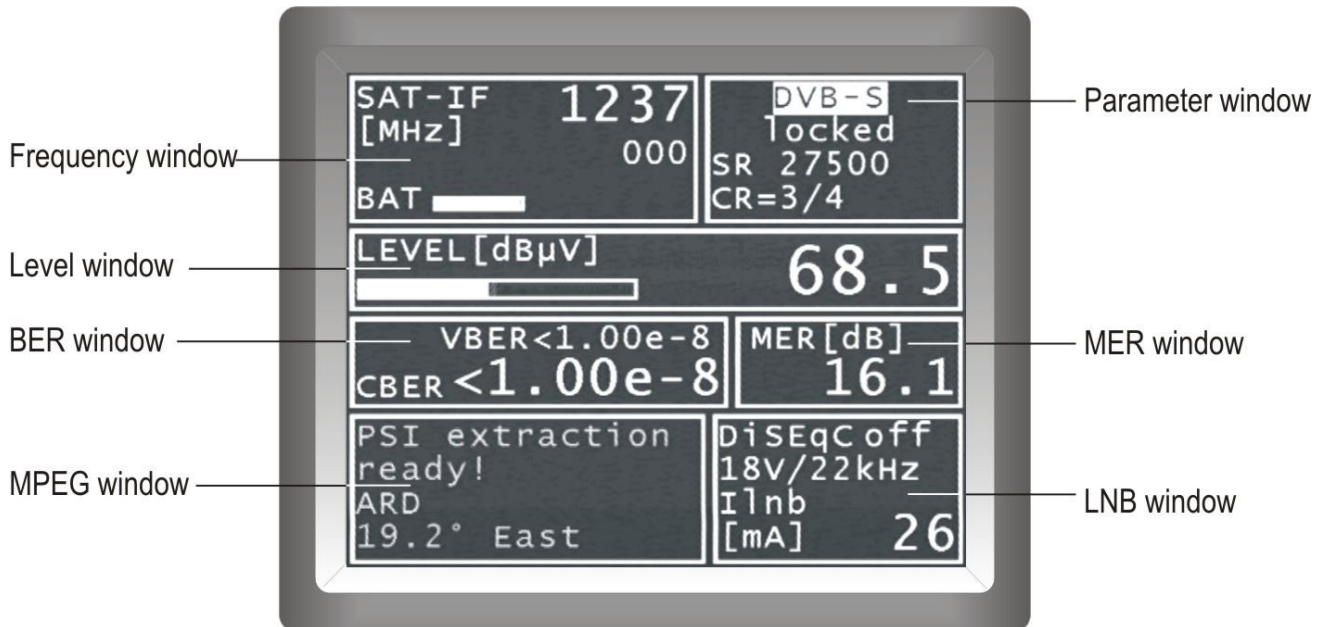 SAT-IF 1237
[MHz]
000
BAT
DVB-S
locked
SR 27500
CR=3/4
LEVEL[dBµV]
68.5
VBER<1.00e-8
CBER <1.00e-8
MER[dB]
16.1
PSI extraction
ready!
ARD
19.2° East
DiSEqC off
18V/22kHz
Ilnb
[mA] 26
Frequency window
Level window
BER window
MPEG window
Parameter window
MER window
LNB window